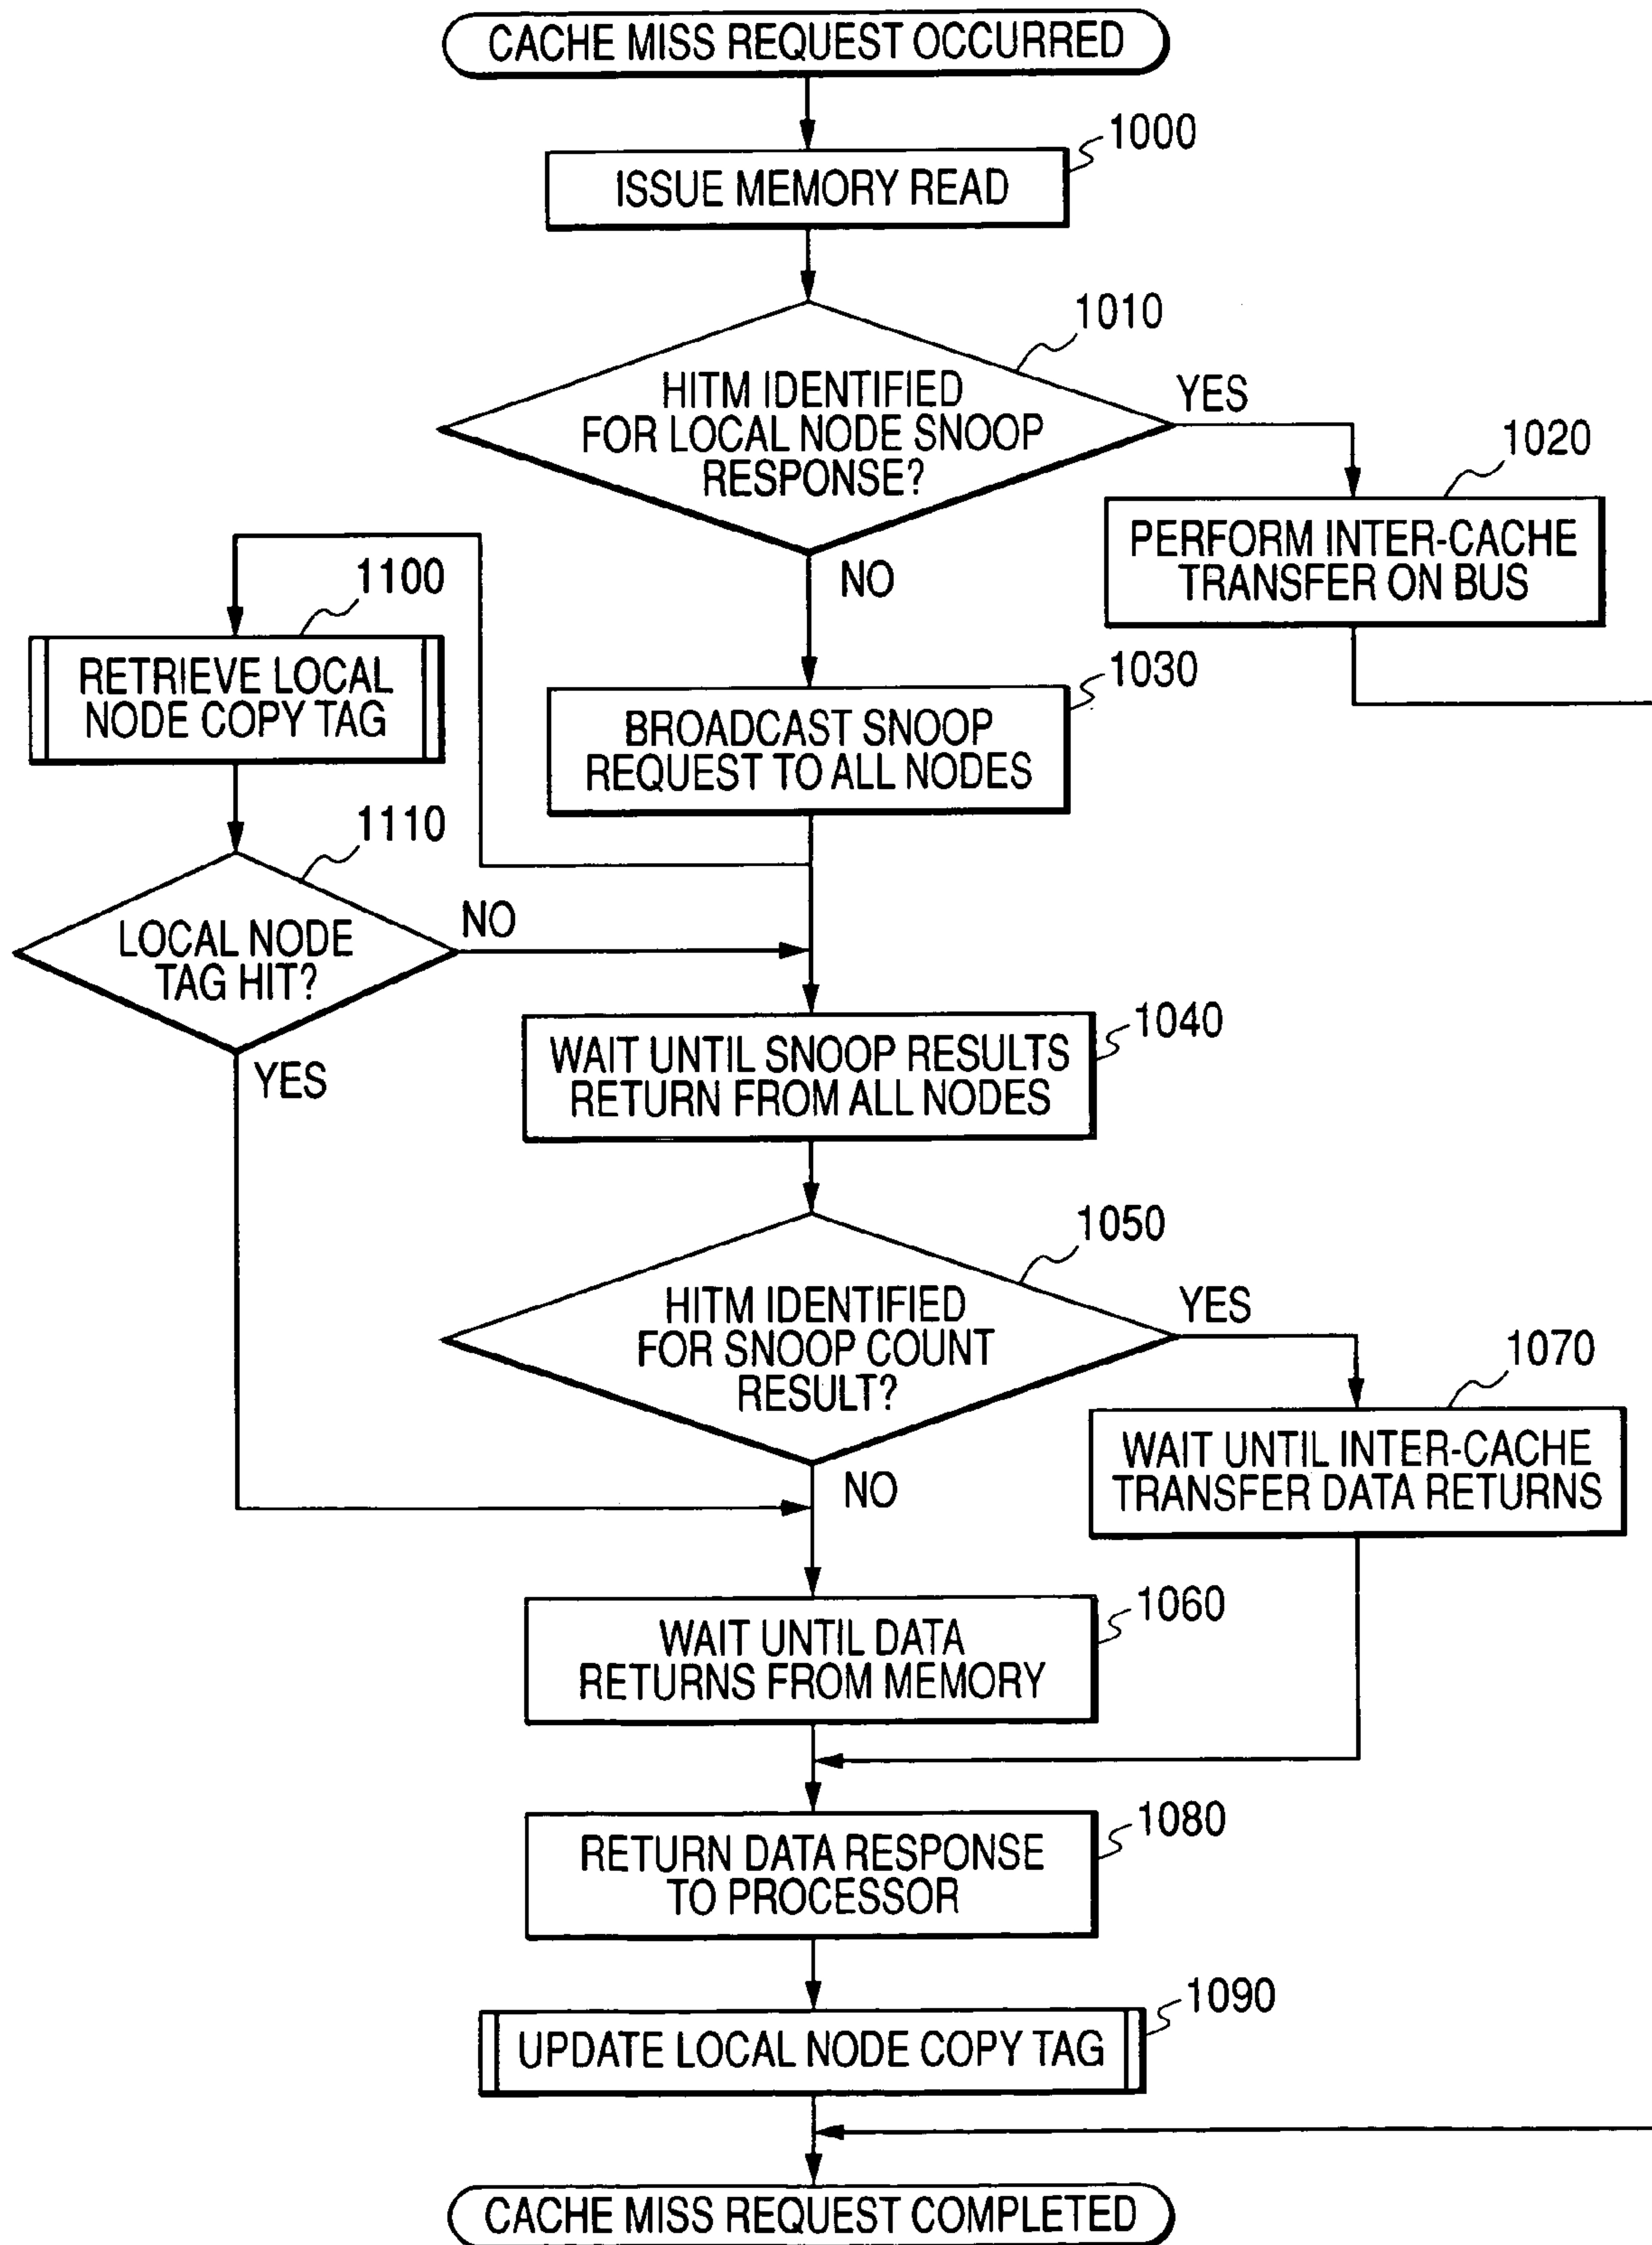 CACHE MISS REQUEST OCCURRED
1000
ISSUE MEMORY READ
1010
HITM IDENTIFIED
FOR LOCAL NODE SNOOP
RESPONSE?
YES
1020
PERFORM INTER-CACHE
TRANSFER ON BUS
NO
1100
RETRIEVE LOCAL
NODE COPY TAG
1030
BROADCAST SNOOP
REQUEST TO ALL NODES
1110
LOCAL NODE
TAG HIT?
NO
YES
1040
WAIT UNTIL SNOOP RESULTS
RETURN FROM ALL NODES
1050
HITM IDENTIFIED
FOR SNOOP COUNT
RESULT?
YES
1070
WAIT UNTIL INTER-CACHE
TRANSFER DATA RETURNS
NO
1060
WAIT UNTIL DATA
RETURNS FROM MEMORY
1080
RETURN DATA RESPONSE
TO PROCESSOR
1090
UPDATE LOCAL NODE COPY TAG
CACHE MISS REQUEST COMPLETED